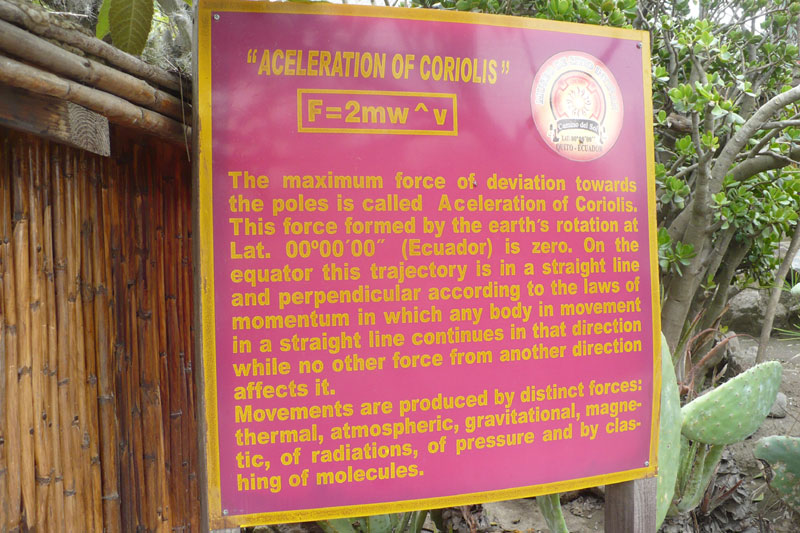 "ACELERATION OF CORIOLIS"
F=2mw^v
Camino del Sol
QUITO - ECUADOR
The maximum force of deviation towards
the poles is called Aceleration of Coriolis.
This force formed by the earth´s rotation at
Lat. 00º00´00˝ (Ecuador) is zero. On the
equator this trajectory is in a straight line
and perpendicular according to the laws of
momentum in which any body in movement
in a straight line continues in that direction
while no other force from another direction
affects it.
Movements are produced by distinct forces:
thermal, atmospheric, gravitational, magne-
tic, of radiations, of pressure and by clas-
hing of molecules.